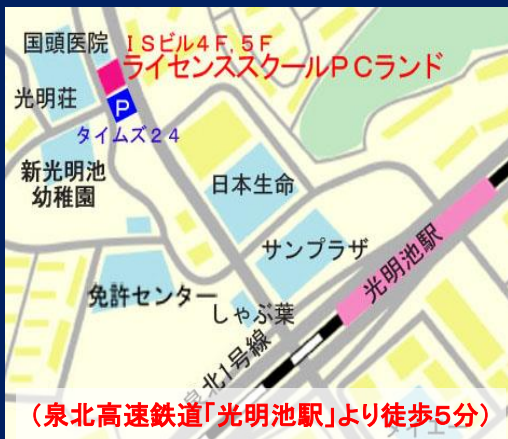 国頭医院
ISビル4F,5F
ライセンススクールPCランド
光明荘
P
タイムズ24
新光明池
幼稚園
日本生命
サンプラザ
光明池駅
免許センター
しゃぶ葉
泉北1号線
(泉北高速鉄道「光明池駅」より徒歩5分)